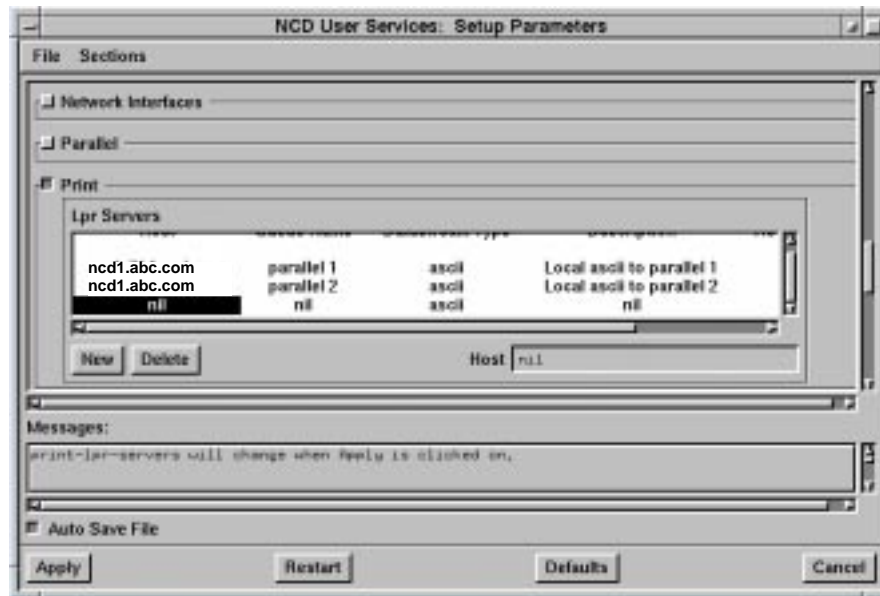 NCD User Services: Setup Parameters
File Sections
Network Interfaces
Parallel
Print
Lpr Servers
ncd1.abc.com parallel 1 ascii Local ascii to parallel 1
ncd1.abc.com parallel 2 ascii Local ascii to parallel 2
nil nil ascii nil
New Delete Host nil
Messages:
print-lpr-servers will change when Apply is clicked on.
Auto Save File
Apply Restart Defaults Cancel